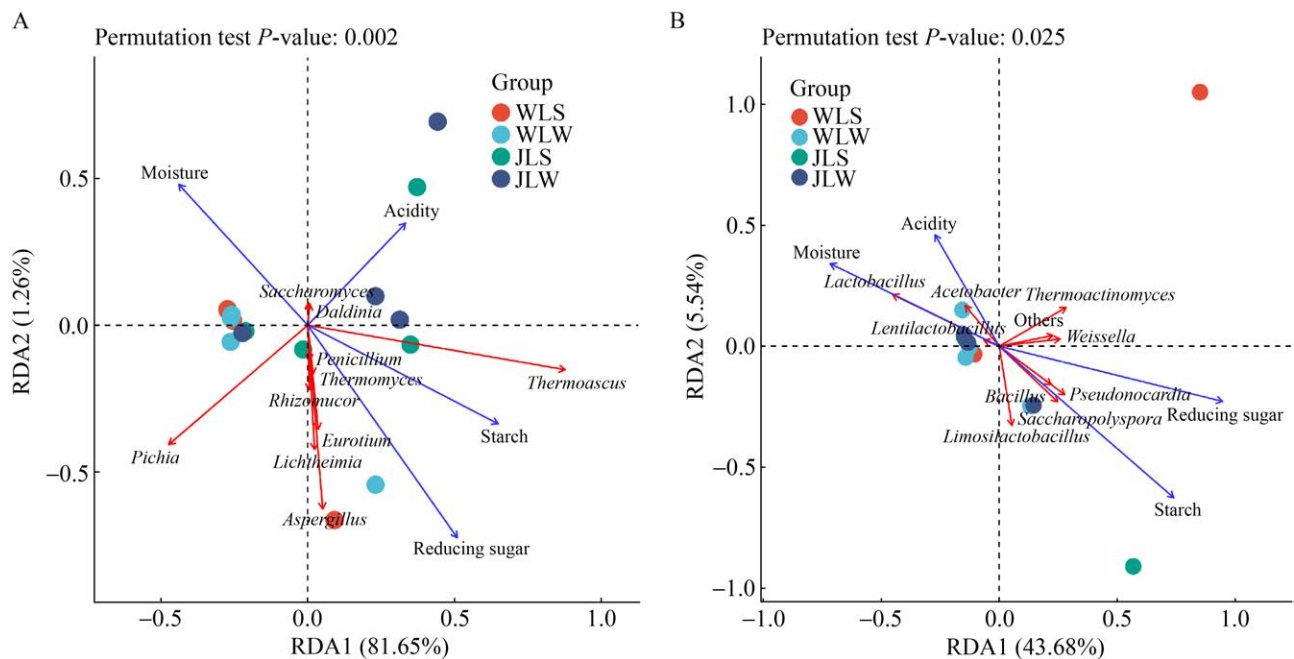 A
Permutation test P-value: 0.002
Group
WLS
WLW
JLS
JLW
Moisture
Acidity
Saccharomyces
Daldinia
Penicillium
Thermomyces
Rhizomucor
Thermoascus
Starch
Eurotium
Lichtheimia
Pichia
Aspergillus
Reducing sugar
0.5
0.0
−0.5
RDA2 (1.26%)
−0.5
0.0
0.5
1.0
RDA1 (81.65%)
B
Permutation test P-value: 0.025
Group
WLS
WLW
JLS
JLW
Acidity
Moisture
Lactobacillus
Acetobacter
Thermoactinomyces
Others
Lentilactobacillus
Weissella
Bacillus
Pseudonocardia
Reducing sugar
Saccharopolyspora
Limosilactobacillus
Starch
1.0
0.5
0.0
−0.5
−1.0
RDA2 (5.54%)
−1.0
−0.5
0.0
0.5
1.0
RDA1 (43.68%)